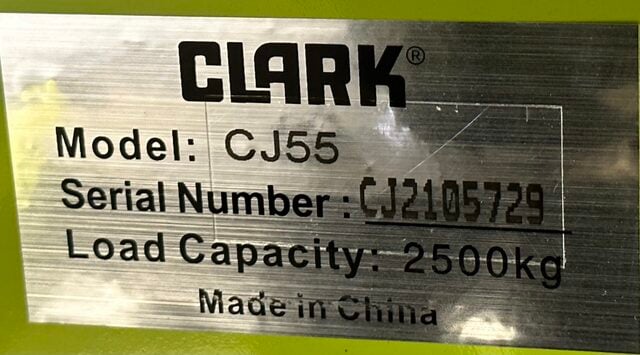 CLARK®
Model: CJ55
Serial Number: CJ2105729
Load Capacity: 2500kg
Made in China